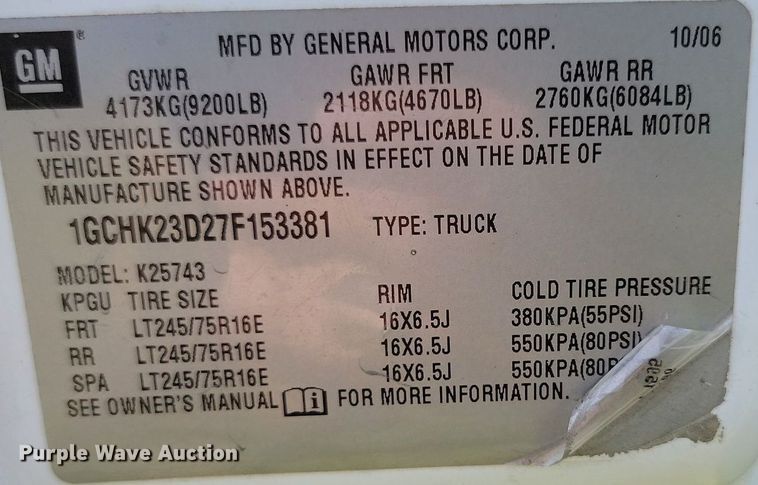 GM ® MFD BY GENERAL MOTORS CORP. 10/06
GVWR GAWR FRT GAWR RR
4173KG(9200LB) 2118KG(4670LB) 2760KG(6084LB)
THIS VEHICLE CONFORMS TO ALL APPLICABLE U.S. FEDERAL MOTOR
VEHICLE SAFETY STANDARDS IN EFFECT ON THE DATE OF
MANUFACTURE SHOWN ABOVE.
1GCHK23D27F153381 TYPE: TRUCK
MODEL: K25743
KPGU TIRE SIZE RIM COLD TIRE PRESSURE
FRT LT245/75R16E 16X6.5J 380KPA(55PSI)
RR LT245/75R16E 16X6.5J 550KPA(80PSI)
SPA LT245/75R16E 16X6.5J 550KPA(80P
SEE OWNER'S MANUAL i FOR MORE INFORMATION.
Purple Wave Auction